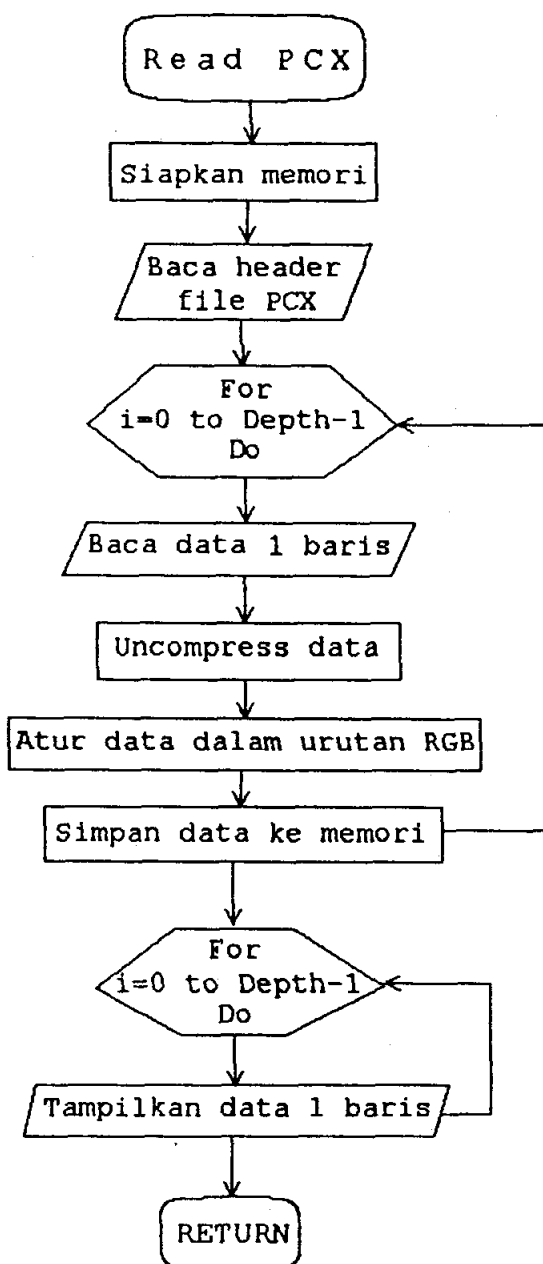 Read PCX
Siapkan memori
Baca header
file PCX
For
i=0 to Depth-1
Do
Baca data 1 baris
Uncompress data
Atur data dalam urutan RGB
Simpan data ke memori
For
i=0 to Depth-1
Do
Tampilkan data 1 baris
RETURN